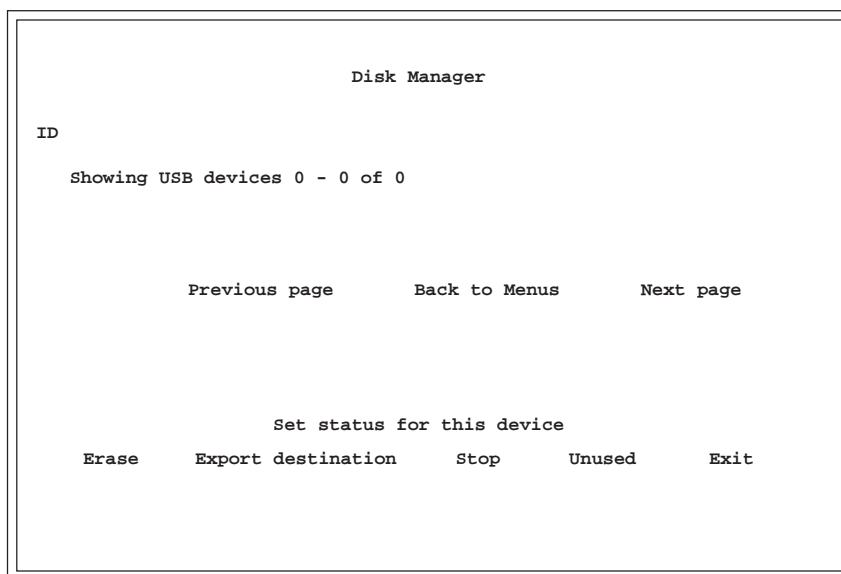 Disk Manager
ID
Showing USB devices 0 - 0 of 0
Previous page Back to Menus Next page
Set status for this device
Erase Export destination Stop Unused Exit